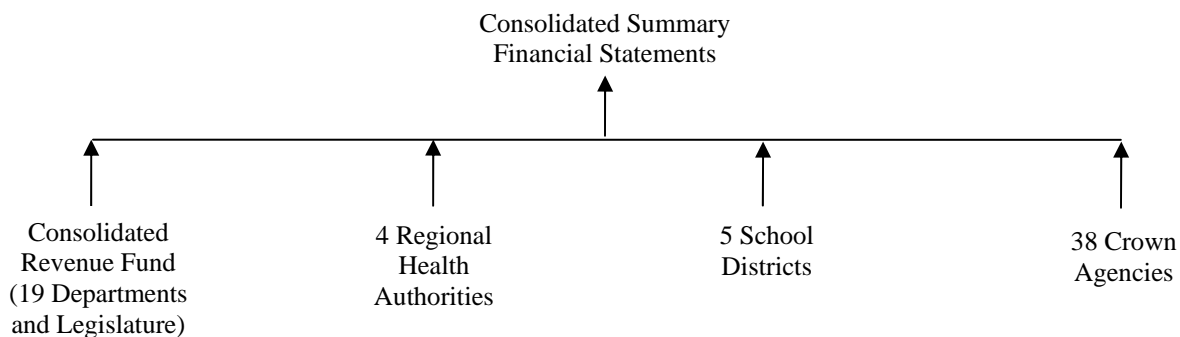 Consolidated Summary
Financial Statements
Consolidated
Revenue Fund
(19 Departments
and Legislature)
4 Regional
Health
Authorities
5 School
Districts
38 Crown
Agencies